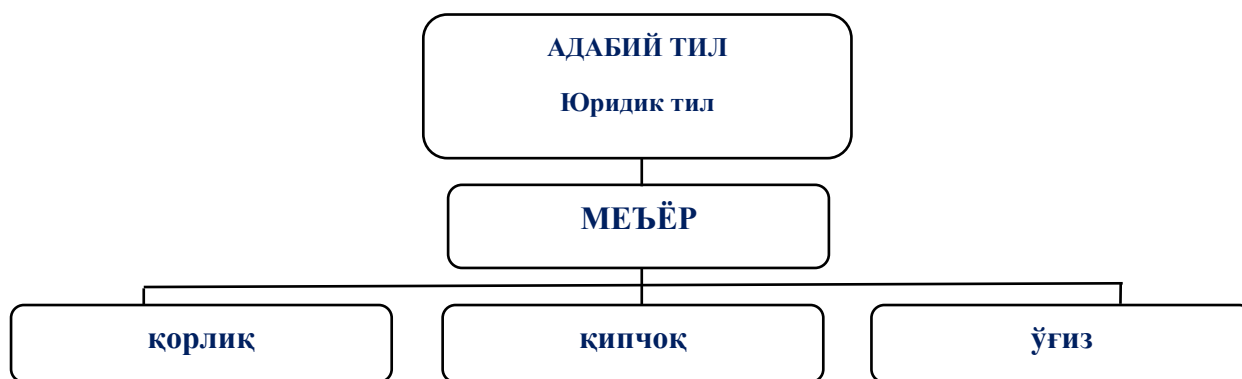 АДАБИЙ ТИЛ
Юридик тил
МЕЪЁР
қорлиқ
қипчоқ
ўғиз